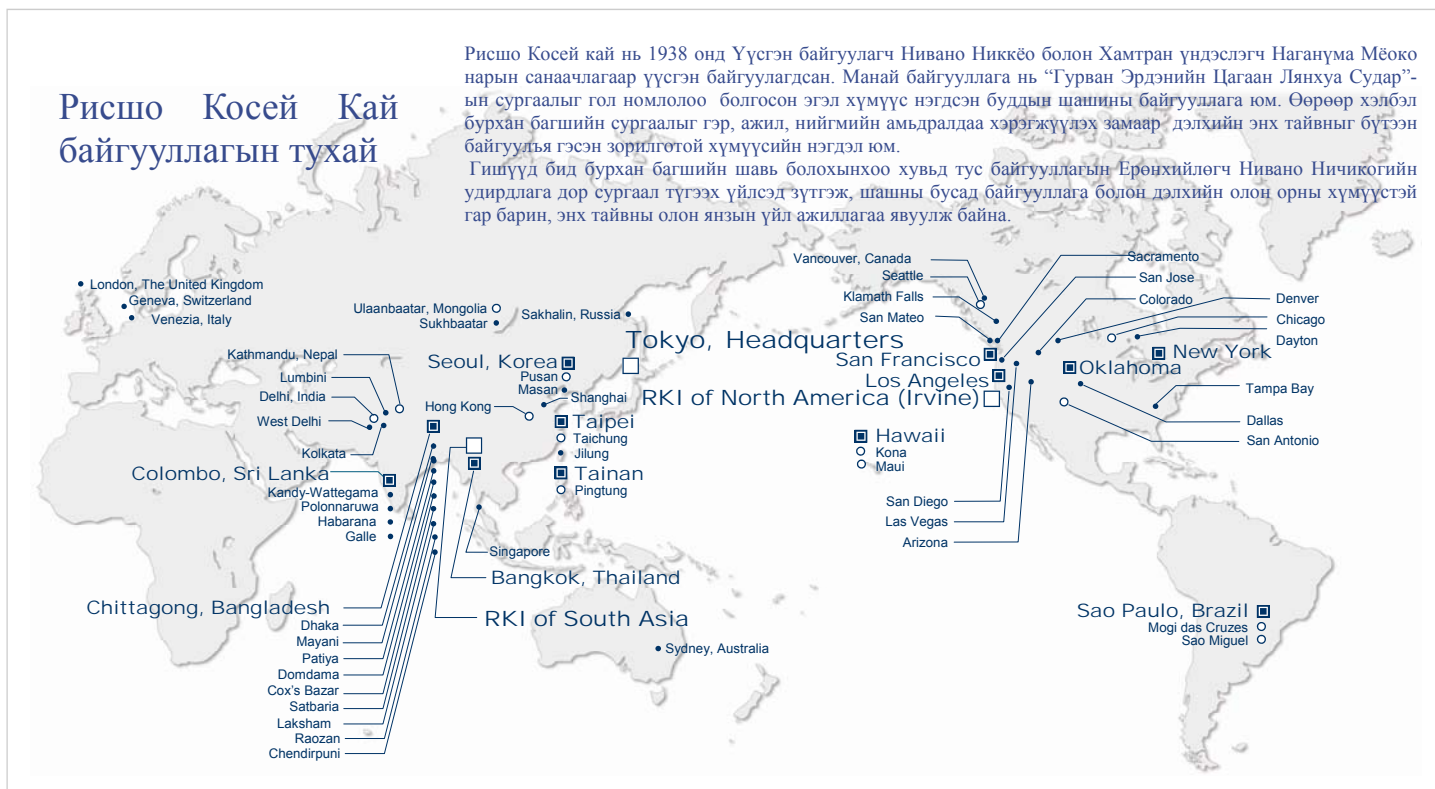 Рисшо Косей Кай
байгууллагын тухай
Рисшо Косей кай нь 1938 онд Үүсгэн байгуулагч Нивано Никкёо болон Хамтран үндэслэгч Наганума Мёоко
нарын санаачлагаар үүсгэн байгуулагдсан. Манай байгууллага нь “Гурван Эрдэнийн Цагаан Лянхуа Судар”-
ын сургаалыг гол номлолоо болгосон эгэл хүмүүс нэгдсэн буддын шашины байгууллага юм. Өөрөөр хэлбэл
бурхан багшийн сургаалыг гэр, ажил, нийгмийн амьдралдаа хэрэгжүүлэх замаар дэлхийн энх тайвныг бүтээн
байгуулья гэсэн зорилготой хүмүүсийн нэгдэл юм.
Гишүүд бид бурхан багшийн шавь болохынхоо хувьд тус байгууллагын Ерөнхийлөгч Нивано Ничикогийн
удирдлага дор сургаал түгээх үйлсэд зүтгэж, шашны бусад байгууллага болон дэлхийн олон орны хүмүүстэй
гар барин, энх тайвны олон янзын үйл ажиллагаа явуулж байна.
London, The United Kingdom
Geneva, Switzerland
Venezia, Italy
Ulaanbaatar, Mongolia
Sukhbaatar
Sakhalin, Russia
Tokyo, Headquarters
Kathmandu, Nepal
Lumbini
Delhi, India
West Delhi
Kolkata
Seoul, Korea
Pusan
Masan
Shanghai
Hong Kong
Taipei
Taichung
Jilung
Tainan
Pingtung
Colombo, Sri Lanka
Kandy-Wattegama
Polonnaruwa
Habarana
Galle
Singapore
Bangkok, Thailand
Chittagong, Bangladesh
RKI of South Asia
Dhaka
Mayani
Patiya
Domdama
Cox's Bazar
Satbaria
Laksham
Raozan
Chendirpuni
Sydney, Australia
Vancouver, Canada
Seattle
Klamath Falls
San Mateo
San Francisco
Los Angeles
RKI of North America (Irvine)
Sacramento
San Jose
Colorado
Denver
Chicago
Dayton
New York
Oklahoma
Tampa Bay
Dallas
San Antonio
Hawaii
Kona
Maui
San Diego
Las Vegas
Arizona
Sao Paulo, Brazil
Mogi das Cruzes
Sao Miguel